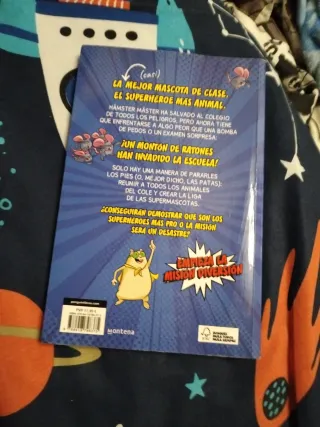 (CASI)
LA MEJOR MASCOTA DE CLASE.
EL SUPERHÉROE MÁS ANIMAL.
HÁMSTER MÁSTER HA SALVADO AL COLEGIO
DE TODOS LOS PELIGROS, PERO AHORA TIENE
QUE ENFRENTARSE A ALGO PEOR QUE UNA BOMBA
DE PEDOS O UN EXAMEN SORPRESA:
¡UN MONTÓN DE RATONES
HAN INVADIDO LA ESCUELA!
SOLO HAY UNA MANERA DE PARARLES
LOS PIES (O, MEJOR DICHO, LAS PATAS):
REUNIR A TODOS LOS ANIMALES
DEL COLE Y CREAR LA LIGA
DE LAS SUPERMASCOTAS.
¿CONSEGUIRÁN DEMOSTRAR QUE SON LOS
SUPERHÉROES MÁS PRO O LA MISIÓN
SERÁ UN DESASTRE?
EMPIEZA LA
MISIÓN DIVERSIÓN
montena
FSC